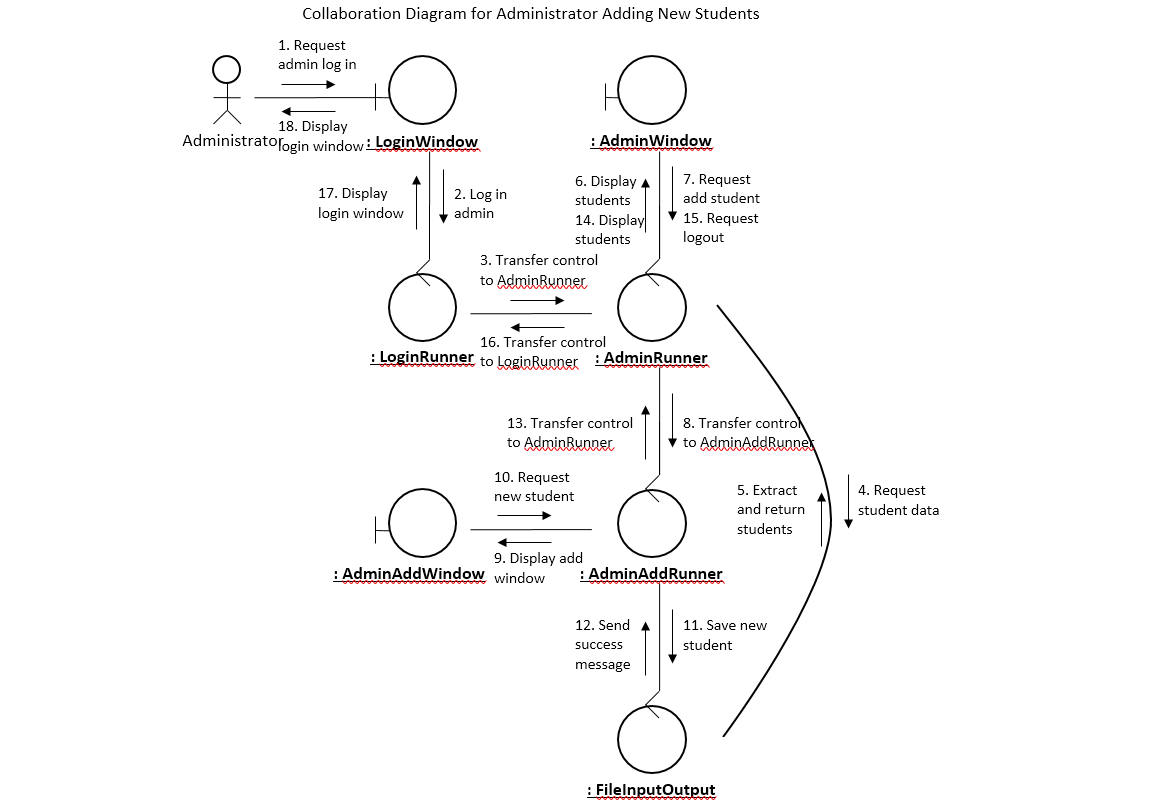 Collaboration Diagram for Administrator Adding New Students
1. Request
admin log in
18. Display
login window
Administrator
: LoginWindow
: AdminWindow
17. Display
login window
2. Log in
admin
6. Display
students
14. Display
students
7. Request
add student
15. Request
logout
3. Transfer control
to AdminRunner
16. Transfer control
to LoginRunner
: LoginRunner
: AdminRunner
13. Transfer control
to AdminRunner
8. Transfer control
to AdminAddRunner
10. Request
new student
9. Display add
window
5. Extract
and return
students
4. Request
student data
: AdminAddWindow
: AdminAddRunner
12. Send
success
message
11. Save new
student
: FileInputOutput